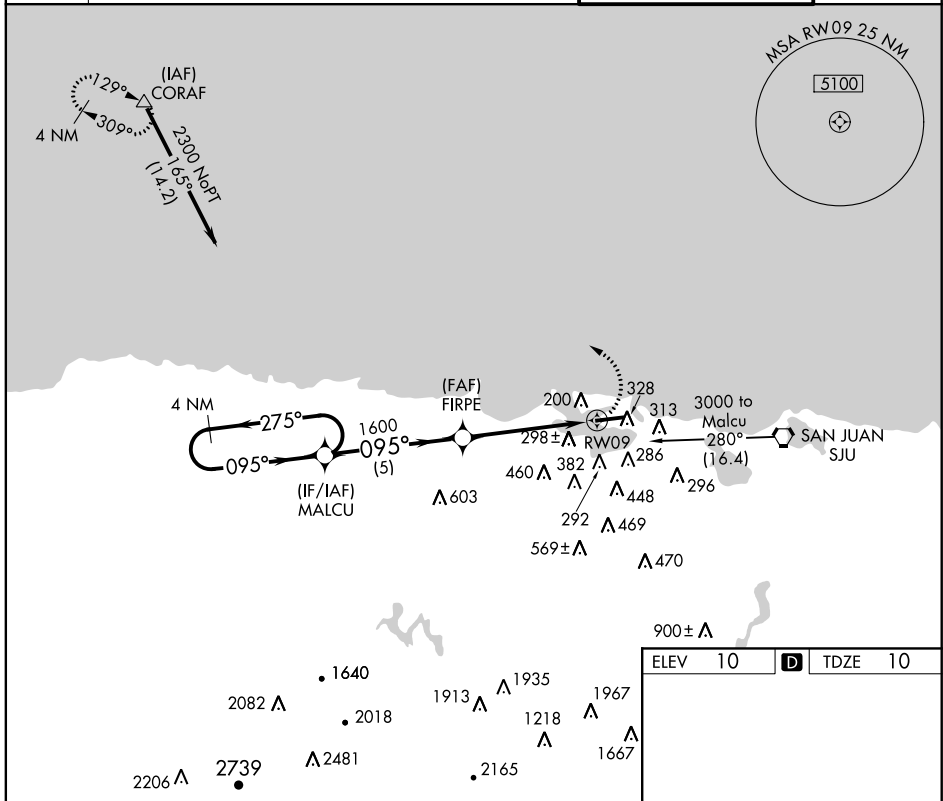 MSA RW09 25 NM
5100
(IAF)
CORAF
129°
309°
4 NM
2300 NoPT
165°
(14.2)
(FAF)
FIRPE
4 NM
275°
095°
1600
095°
(5)
(IF/IAF)
MALCU
200
328
313
3000 to
Malcu
280°
(16.4)
SAN JUAN
SJU
298±
RW09
286
460
382
296
603
448
292
469
569±
470
900±
ELEV 10 D TDZE 10
1640
2082
1913
1935
1967
2018
1218
1667
2481
2206
2739
2165